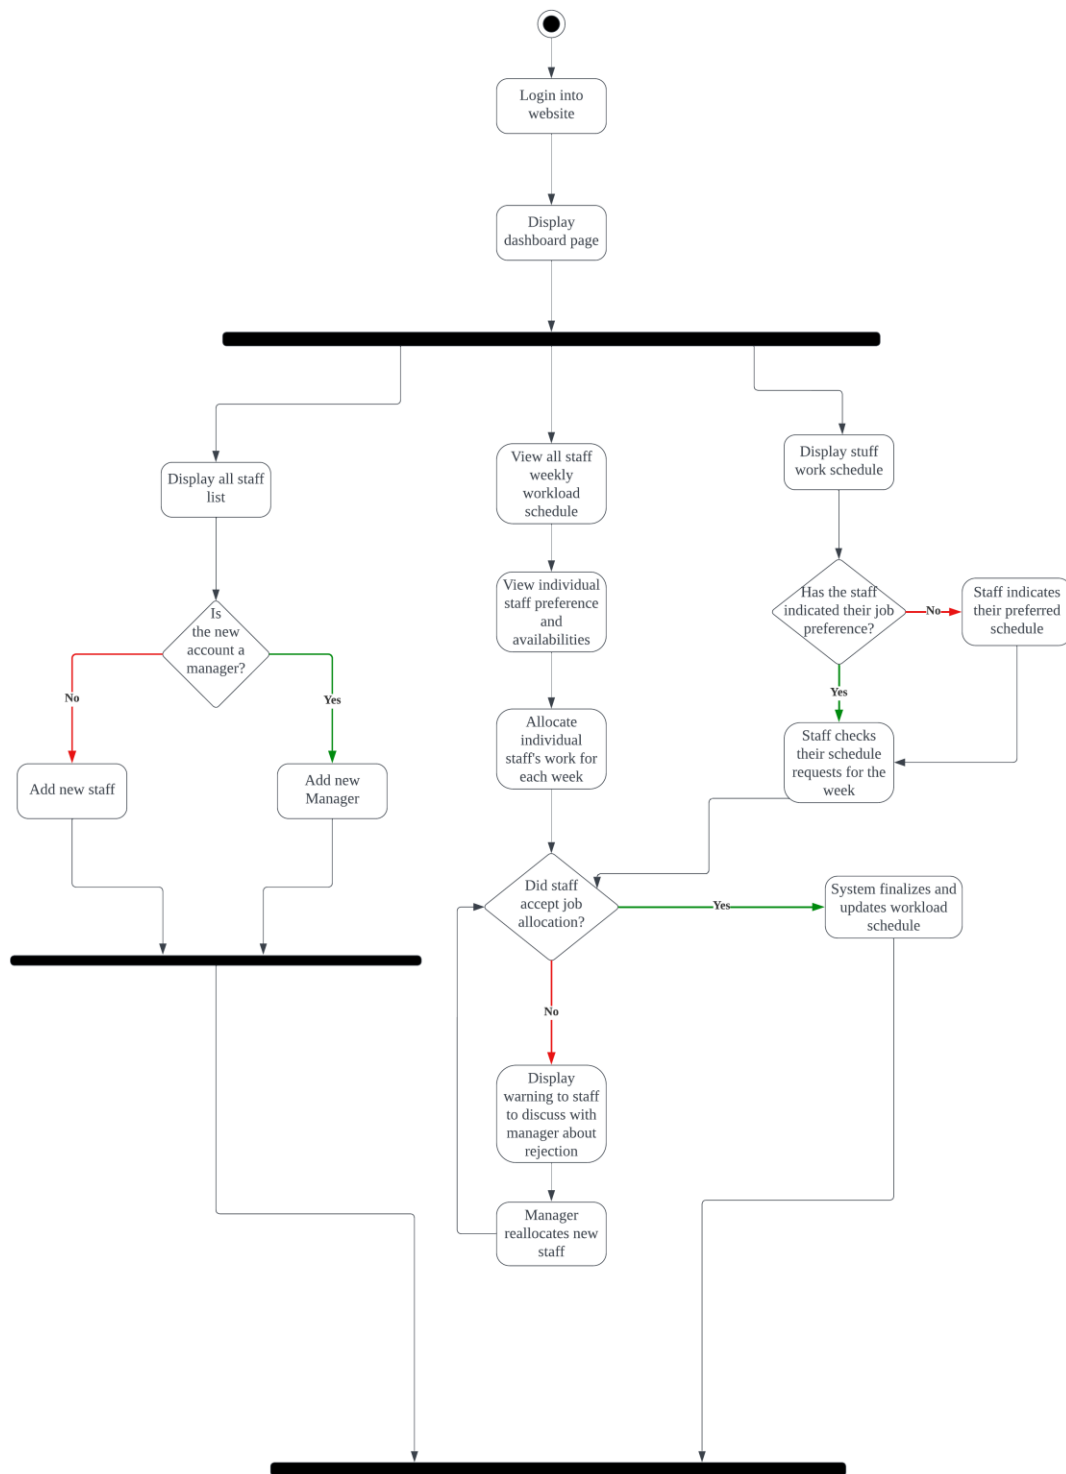 Login into
website
Display
dashboard page
Display all staff
list
View all staff
weekly
workload
schedule
Display stuff
work schedule
Is
the new
account a
manager?
View individual
staff preference
and
availabilities
Has the staff
indicated their job
preference?
No
Staff indicates
their preferred
schedule
No
Yes
Yes
Add new staff
Add new
Manager
Allocate
individual
staff's work for
each week
Staff checks
their schedule
requests for the
week
Did staff
accept job
allocation?
Yes
System finalizes and
updates workload
schedule
No
Display
warning to staff
to discuss with
manager about
rejection
Manager
reallocates new
staff